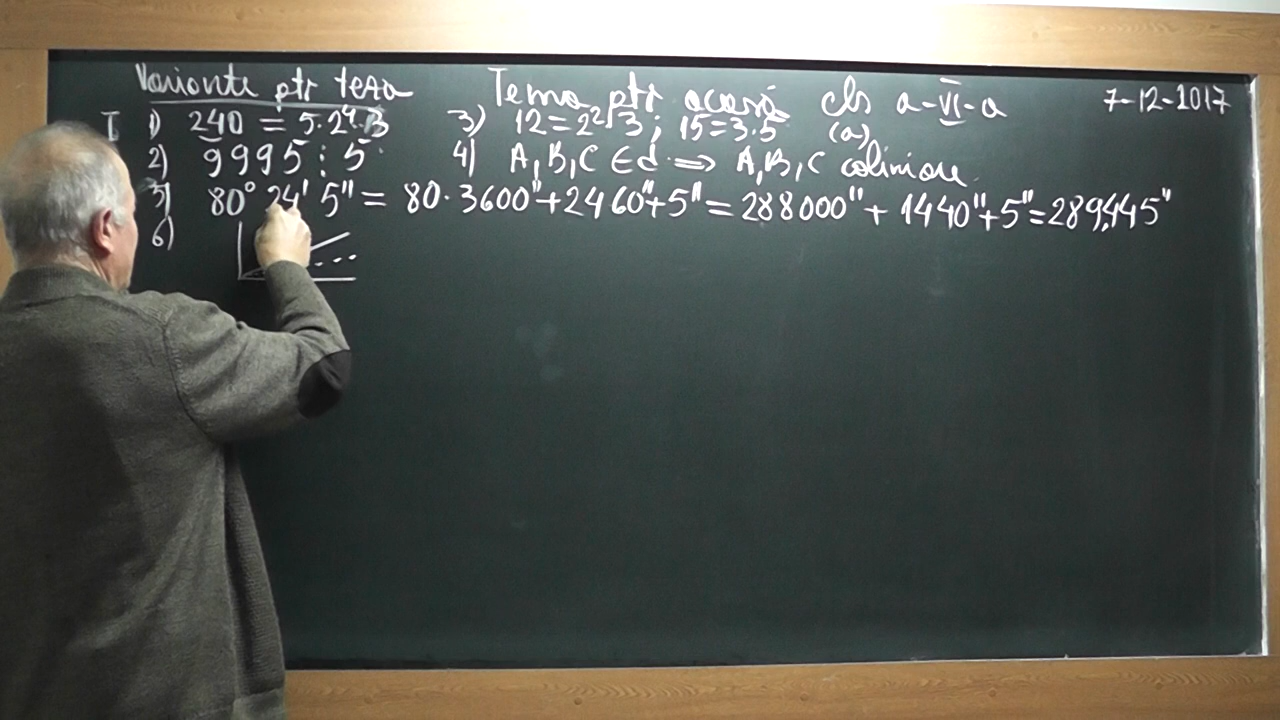 Variante ptr teza Tema ptr acasă cls a-VI-a 7-12-2017
I 1) 240 = 5·2⁴·3 3) 12=2²·3; 15=3·5 (a)
2) 9995 ⋮ 5 4) A,B,C ∈ d ⟹ A,B,C coliniare
5) 80° 24' 5" = 80·3600"+24 60"+5" = 288000" + 1440"+5"=289445"
6)